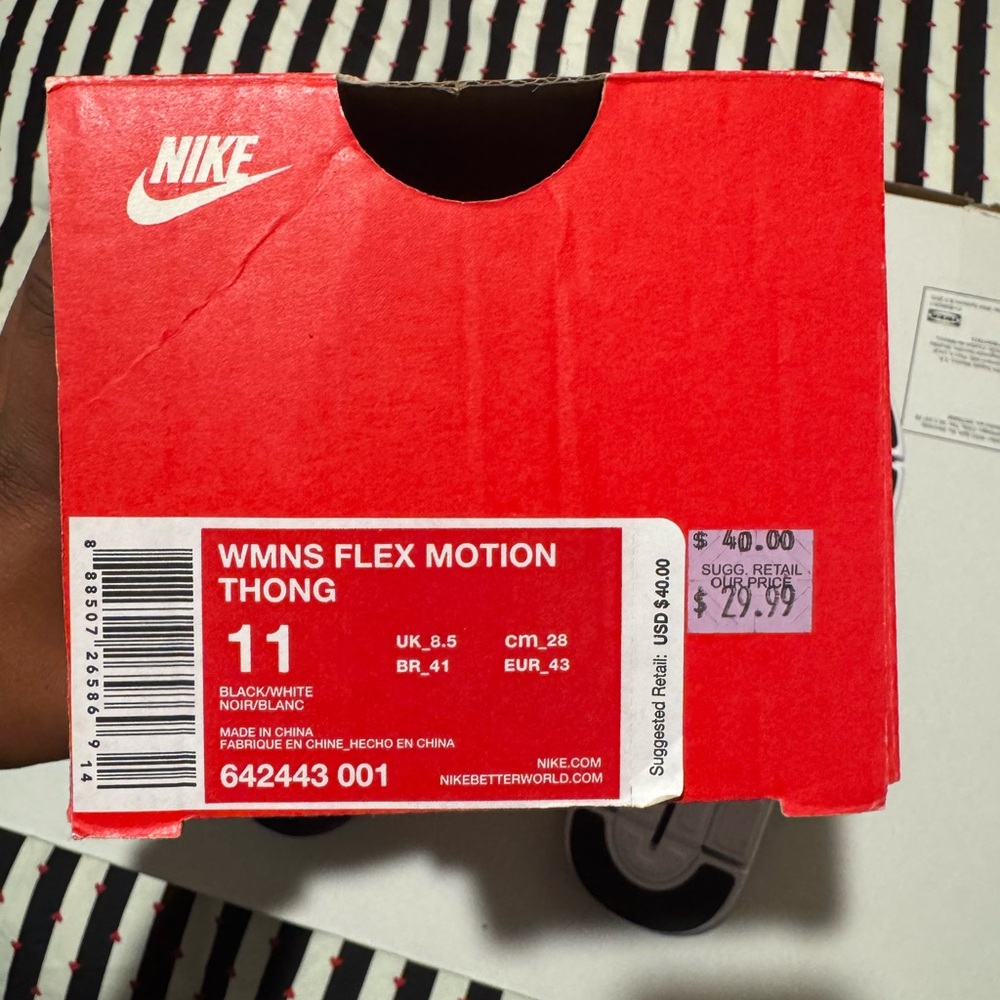 NIKE
WMNS FLEX MOTION
THONG
11
UK_8.5
cm_28
BR_41
EUR_43
BLACK/WHITE
NOIR/BLANC
MADE IN CHINA
FABRIQUE EN CHINE_HECHO EN CHINA
642443 001
NIKE.COM
NIKEBETTERWORLD.COM
8 88507 26586 9 14
Suggested Retail: USD $40.00
$ 40.00
SUGG. RETAIL
OUR PRICE
$ 29.99